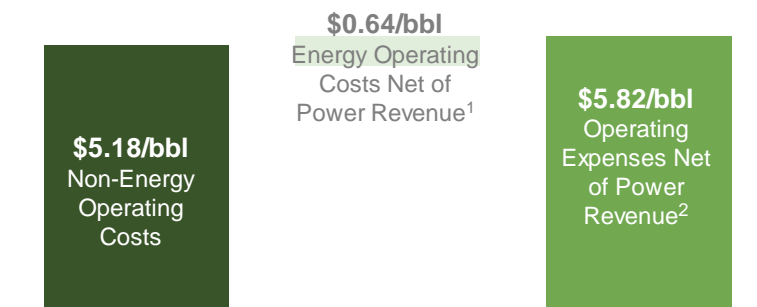 $5.18/bbl
Non-Energy
Operating
Costs
$0.64/bbl
Energy Operating
Costs Net of
Power Revenue¹
$5.82/bbl
Operating
Expenses Net
of Power
Revenue²